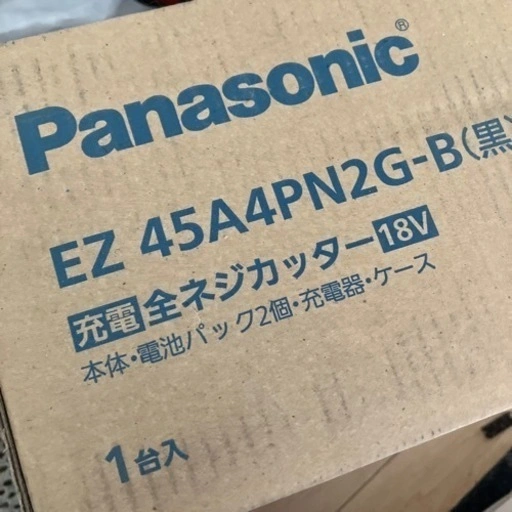 Panasonic®
EZ 45A4PN2G-B(黒)
充電全ネジカッター18V
本体・電池パック2個・充電器・ケース
1台入